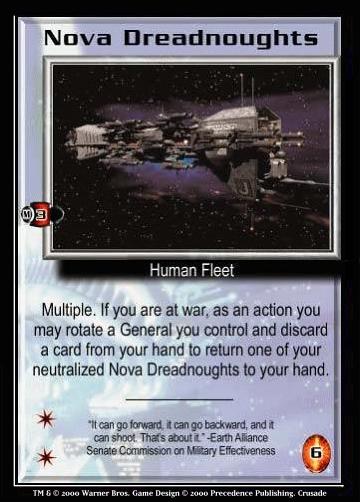 Nova Dreadnoughts
M 3
Human Fleet
Multiple. If you are at war, as an action you
may rotate a General you control and discard
a card from your hand to return one of your
neutralized Nova Dreadnoughts to your hand.
"It can go forward, it can go backward, and it
can shoot. That's about it." -Earth Alliance
Senate Commission on Military Effectiveness
6
TM & © 2000 Warner Bros. Game Design © 2000 Precedence Publishing. Crusade